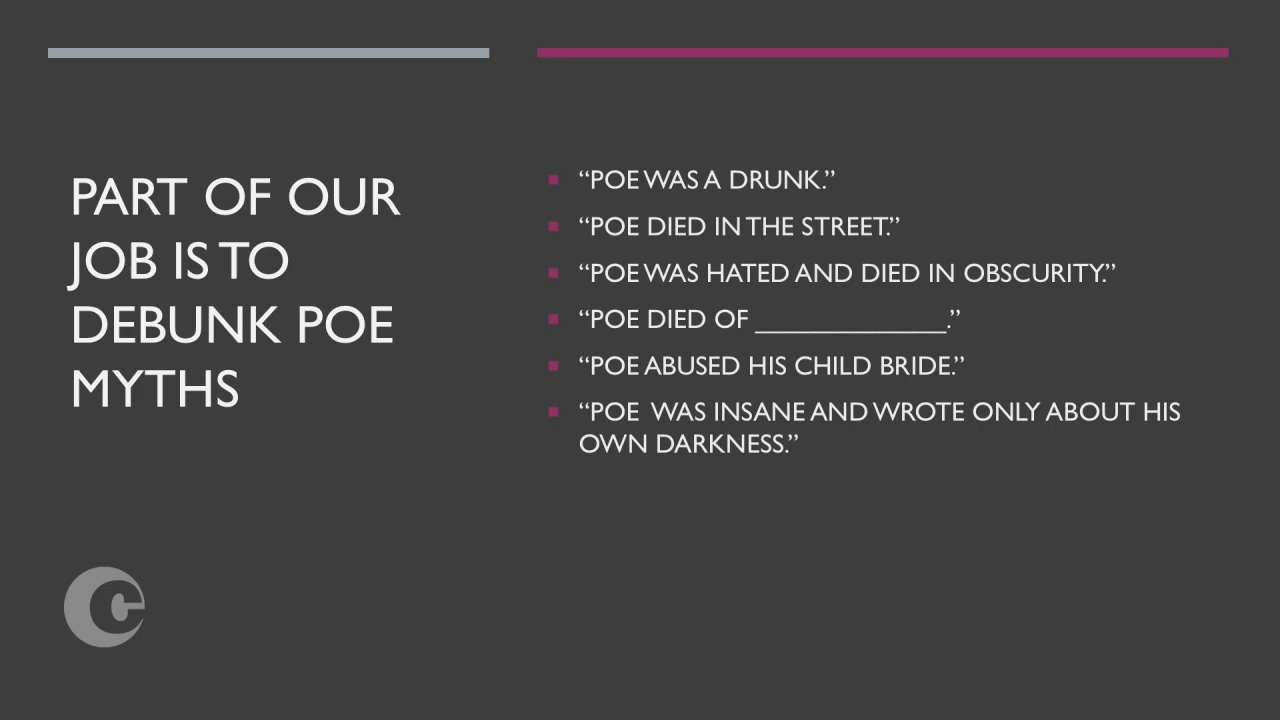 PART OF OUR
JOB IS TO
DEBUNK POE
MYTHS
“POE WAS A DRUNK.”
“POE DIED IN THE STREET.”
“POE WAS HATED AND DIED IN OBSCURITY.”
“POE DIED OF ______________.”
“POE ABUSED HIS CHILD BRIDE.”
“POE  WAS INSANE AND WROTE ONLY ABOUT HIS
OWN DARKNESS.”